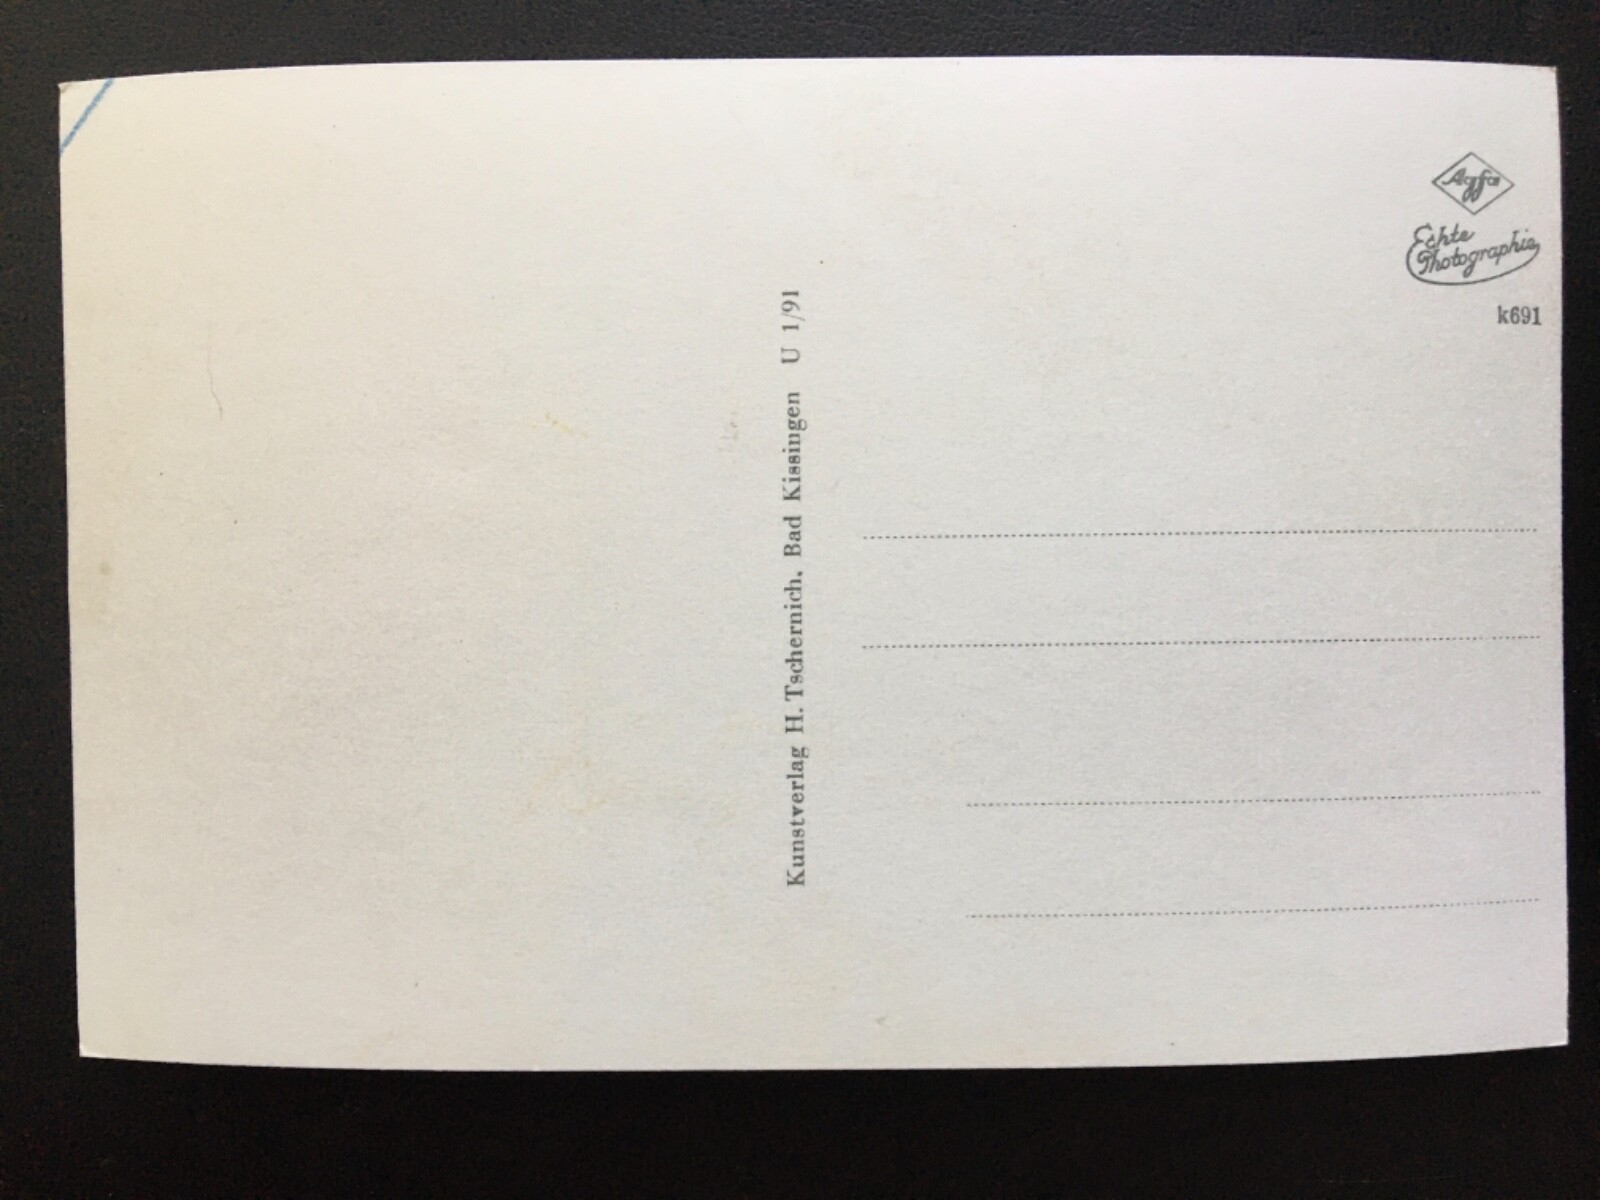 Agfa
Echte
Photographie
k691
Kunstverlag H. Tschernich, Bad Kissingen U 1/91